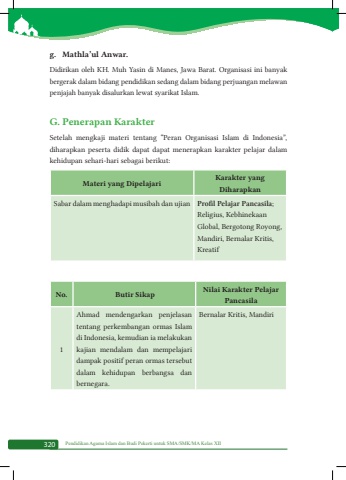 g. Mathla'ul Anwar.
Didirikan oleh KH. Muh Yasin di Manes, Jawa Barat. Organisasi ini banyak
bergerak dalam bidang pendidikan sedang dalam bidang perjuangan melawan
penjajah banyak disalurkan lewat syarikat Islam.
G. Penerapan Karakter
Setelah mengkaji materi tentang "Peran Organisasi Islam di Indonesia",
diharapkan peserta didik dapat dapat menerapkan karakter pelajar dalam
kehidupan sehari-hari sebagai berikut:
Materi yang Dipelajari
Karakter yang
Diharapkan
Sabar dalam menghadapi musibah dan ujian
Profil Pelajar Pancasila;
Religius, Kebhinekaan
Global, Bergotong Royong,
Mandiri, Bernalar Kritis,
Kreatif
No.
Butir Sikap
Nilai Karakter Pelajar
Pancasila
1
Ahmad mendengarkan penjelasan
tentang perkembangan ormas Islam
di Indonesia, kemudian ia melakukan
kajian mendalam dan mempelajari
dampak positif peran ormas tersebut
dalam kehidupan berbangsa dan
bernegara.
Bernalar Kritis, Mandiri
320 Pendidikan Agama Islam dan Budi Pekerti untuk SMA/SMK/MA Kelas XII